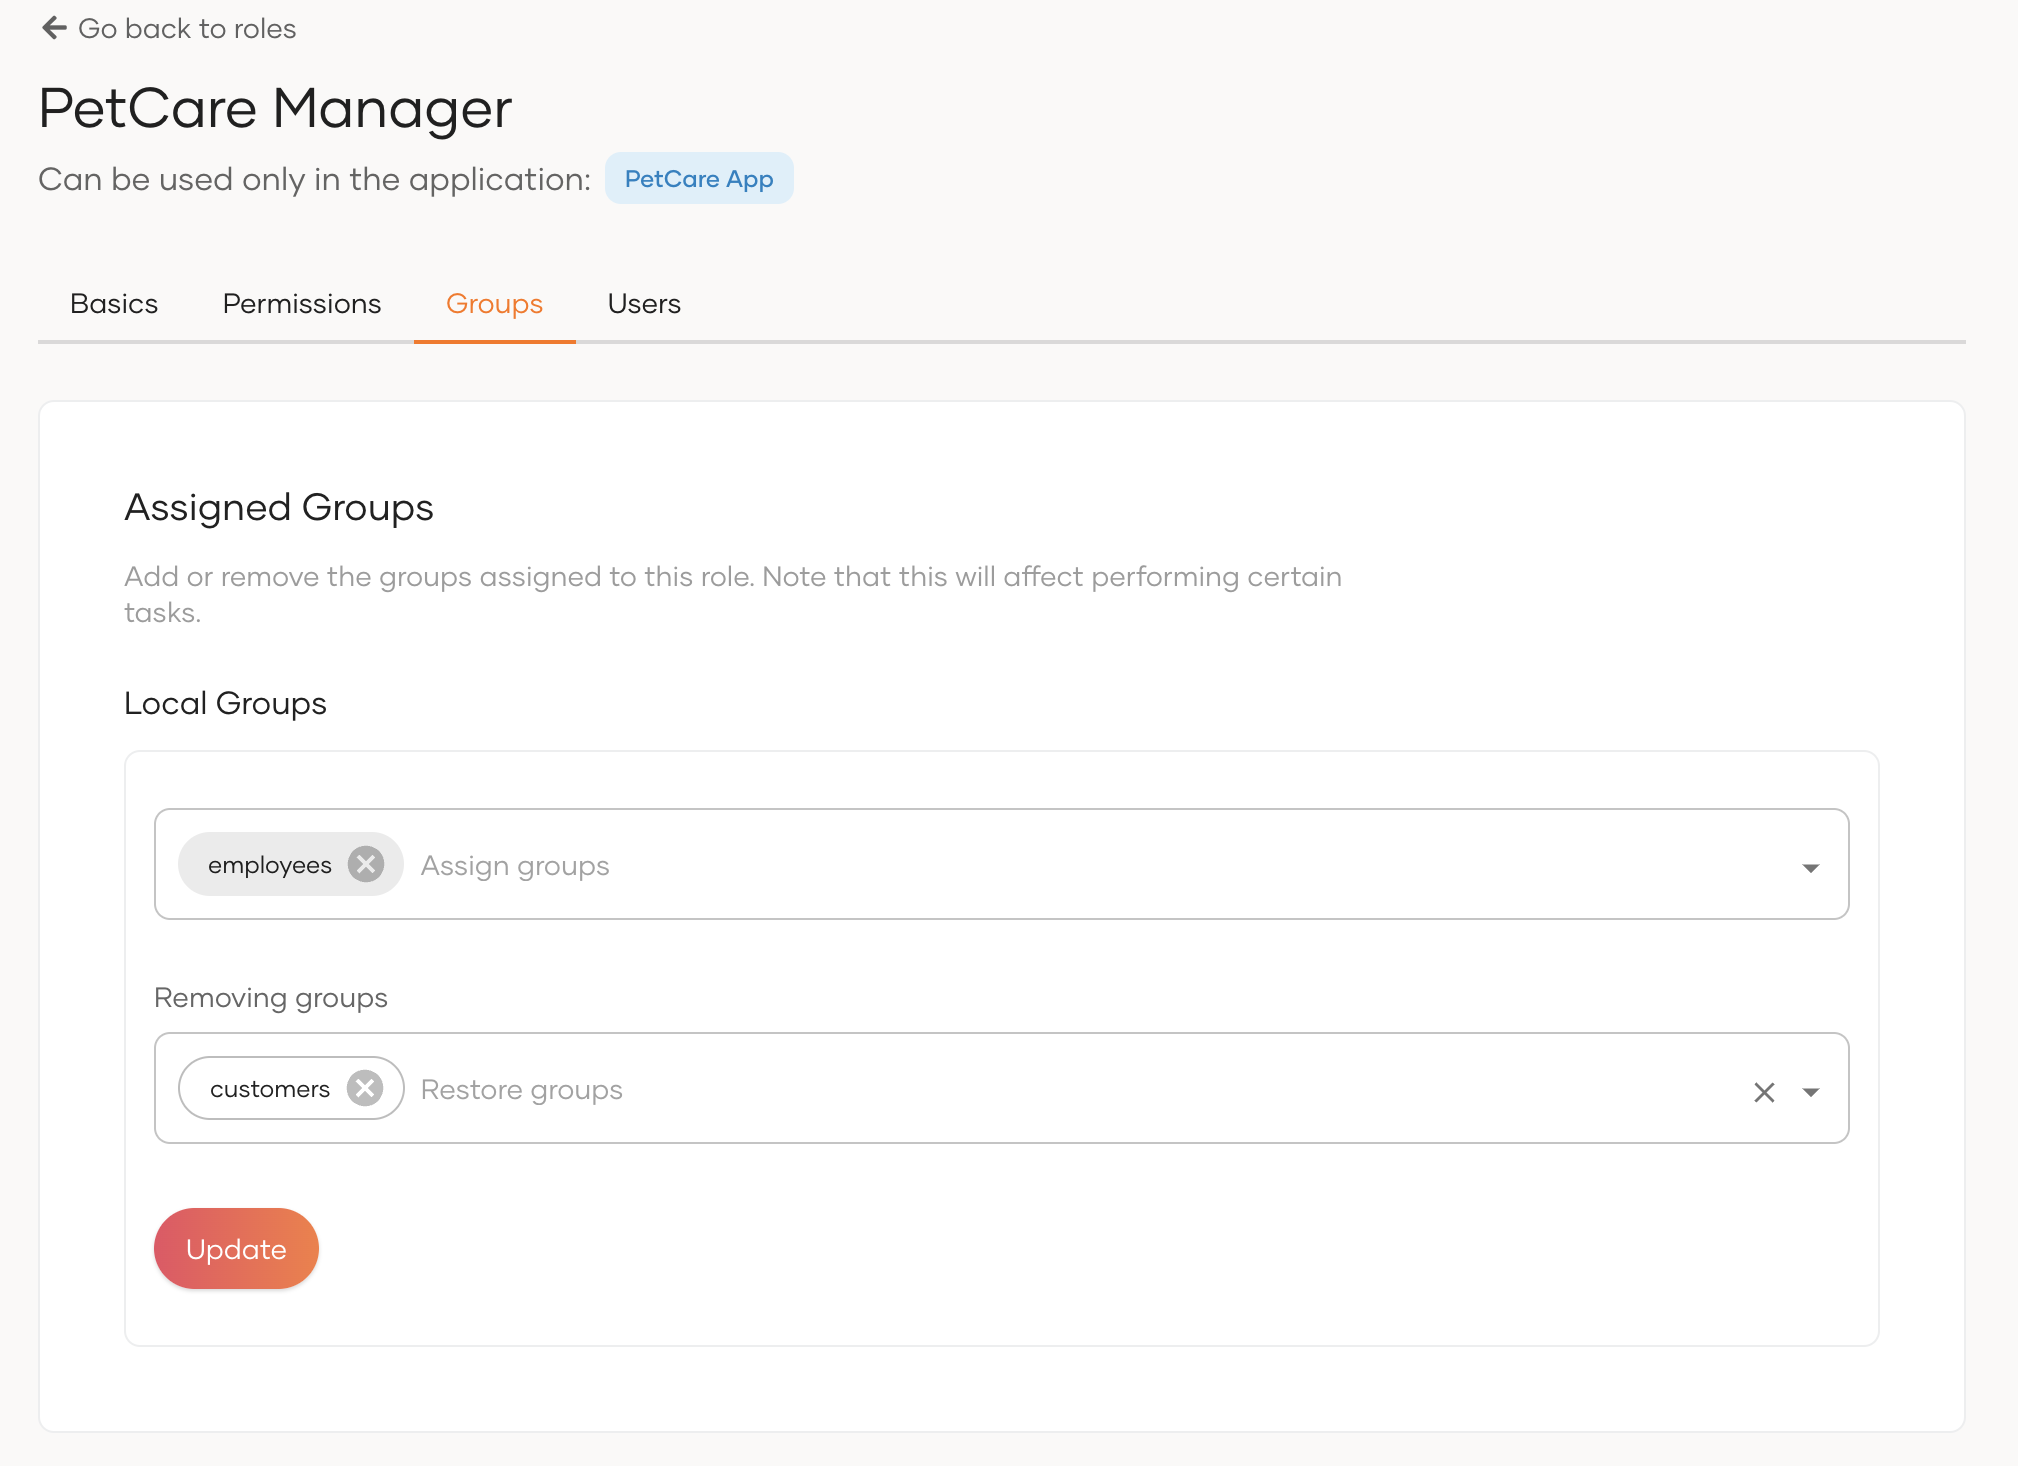 Go back to roles
PetCare Manager
Can be used only in the application: PetCare App
Basics Permissions Groups Users
Assigned Groups
Add or remove the groups assigned to this role. Note that this will affect performing certain
tasks.
Local Groups
employees Assign groups
Removing groups
customers Restore groups
Update